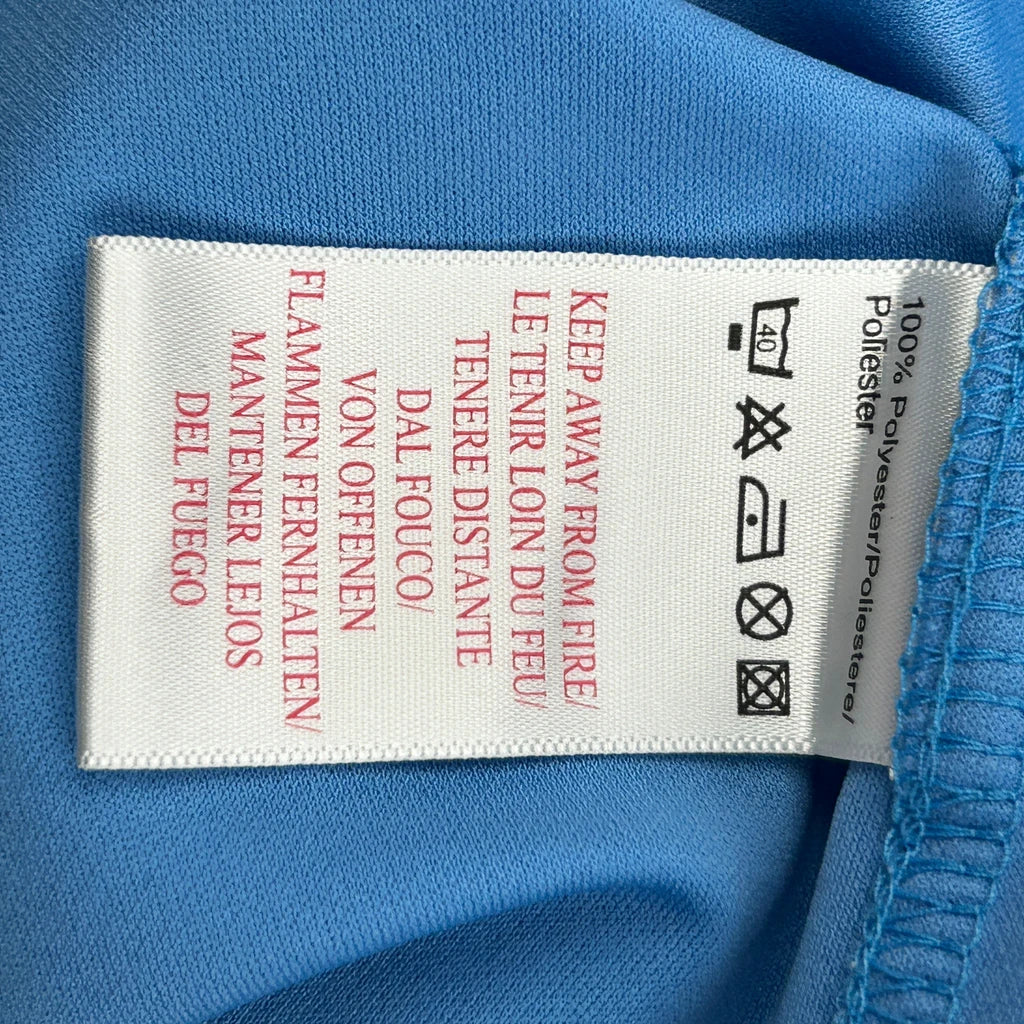 100% Polyester/Poliestere/
Poliester
40
KEEP AWAY FROM FIRE/
LE TENIR LOIN DU FEU/
TENERE DISTANTE
DAL FOUCO/
VON OFFENEN
FLAMMEN FERNHALTEN/
MANTENER LEJOS
DEL FUEGO